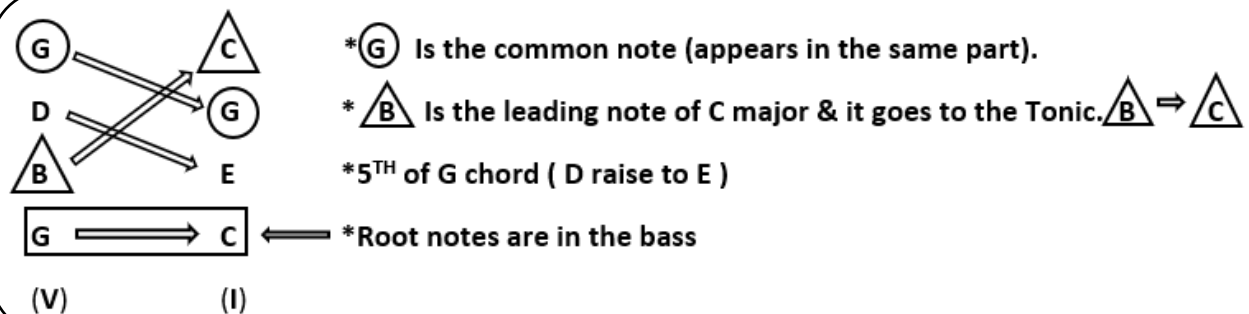 G C *G Is the common note (appears in the same part).
D G * B Is the leading note of C major & it goes to the Tonic. B C
B E *5TH of G chord ( D raise to E )
G C *Root notes are in the bass
(V) (I)